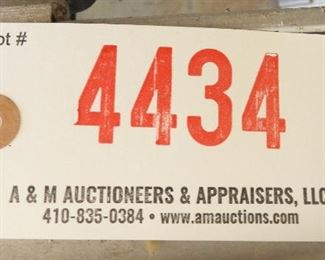 ot #
4434
A & M AUCTIONEERS & APPRAISERS, LLC
410-835-0384 • www.amauctions.com